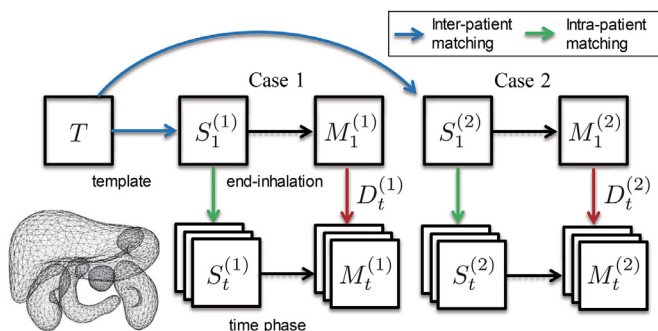 Inter-patient matching
Intra-patient matching
Case 1
Case 2
T
S_1^{(1)}
M_1^{(1)}
S_1^{(2)}
M_1^{(2)}
template
end-inhalation
D_t^{(1)}
D_t^{(2)}
S_t^{(1)}
M_t^{(1)}
S_t^{(2)}
M_t^{(2)}
time phase